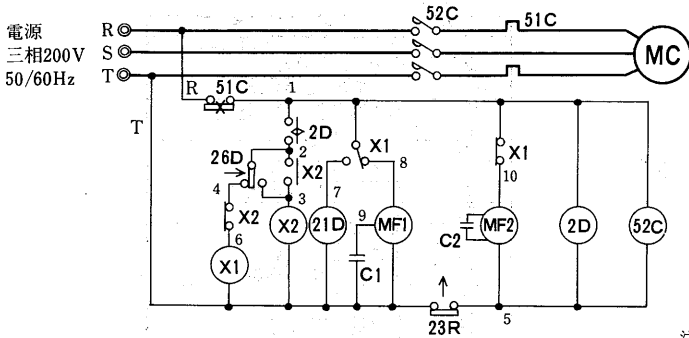 電源
三相200V
50/60Hz
R
S
T
52C
51C
MC
R
51C
T
1
2D
2
26D
X2
4
3
X2
6
X1
X2
7
21D
X1
8
9
MF1
C1
X1
10
C2
MF2
2D
52C
23R
5